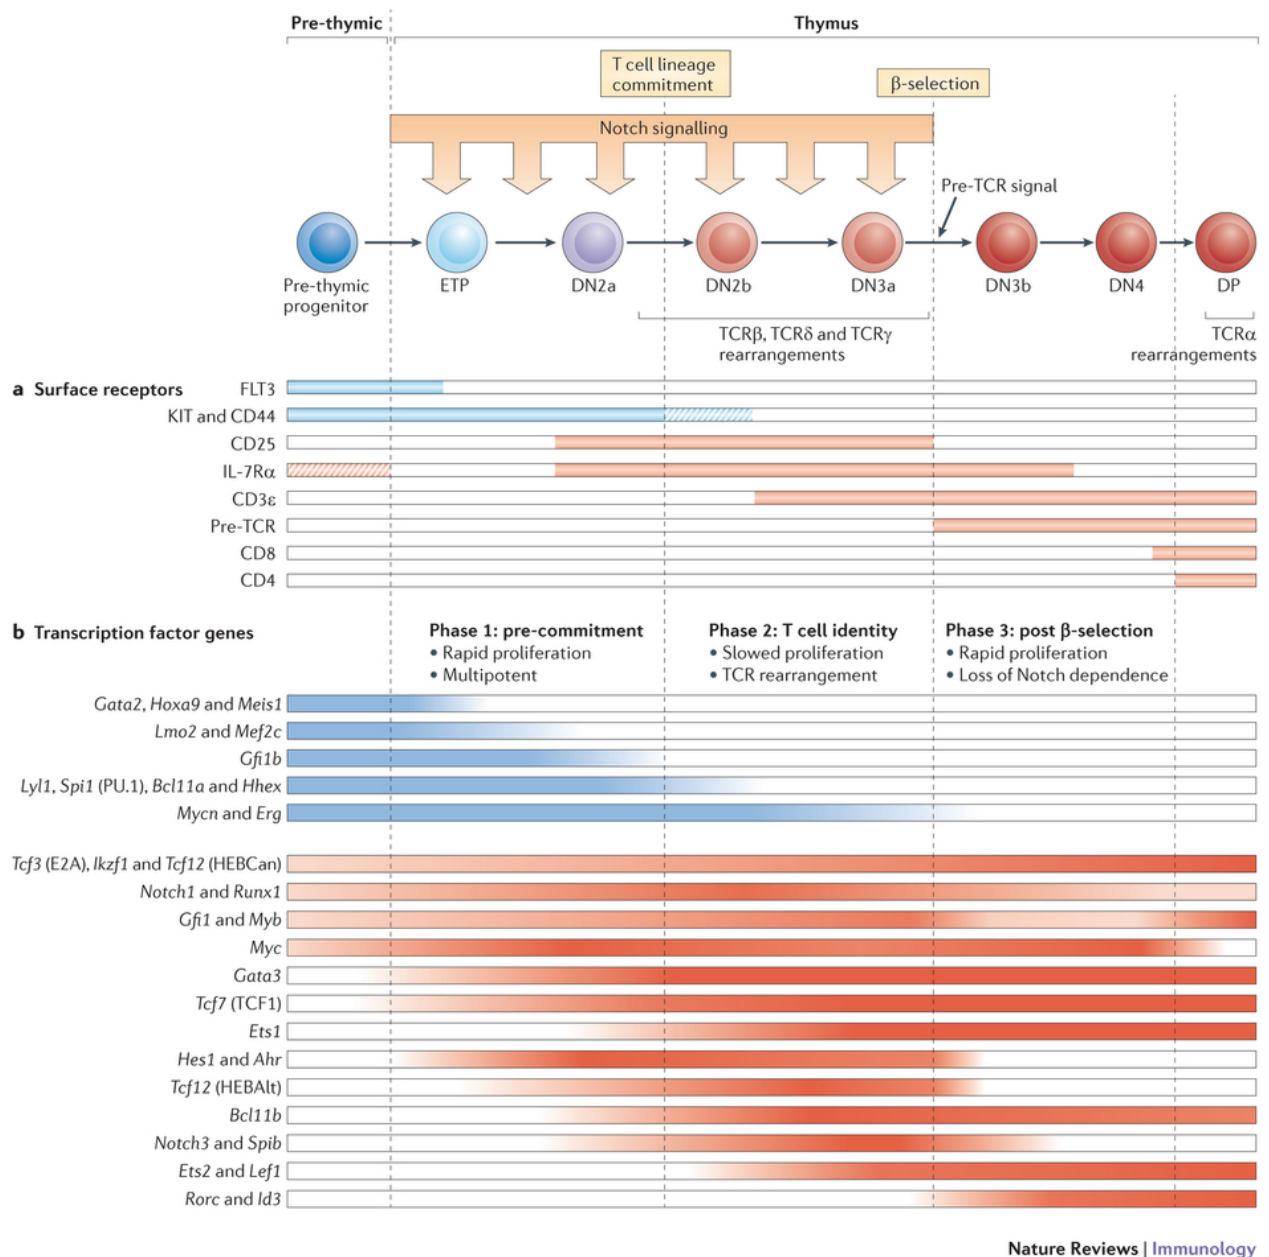 Pre-thymic
Thymus
T cell lineage
commitment
β-selection
Notch signalling
Pre-TCR signal
Pre-thymic
progenitor
ETP
DN2a
DN2b
DN3a
DN3b
DN4
DP
TCRβ, TCRδ and TCRγ
rearrangements
TCRα
rearrangements
a Surface receptors
FLT3
KIT and CD44
CD25
IL-7Rα
CD3ε
Pre-TCR
CD8
CD4
b Transcription factor genes
Phase 1: pre-commitment
• Rapid proliferation
• Multipotent
Phase 2: T cell identity
• Slowed proliferation
• TCR rearrangement
Phase 3: post β-selection
• Rapid proliferation
• Loss of Notch dependence
Gata2, Hoxa9 and Meis1
Lmo2 and Mef2c
Gfi1b
Lyl1, Spi1 (PU.1), Bcl11a and Hhex
Mycn and Erg
Tcf3 (E2A), Ikzf1 and Tcf12 (HEBCan)
Notch1 and Runx1
Gfi1 and Myb
Myc
Gata3
Tcf7 (TCF1)
Ets1
Hes1 and Ahr
Tcf12 (HEBAlt)
Bcl11b
Notch3 and Spib
Ets2 and Lef1
Rorc and Id3
Nature Reviews | Immunology